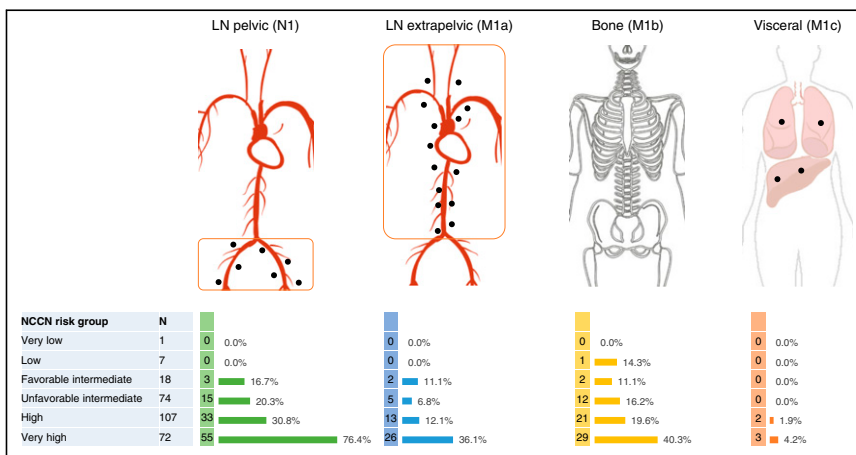 LN pelvic (N1) LN extrapelvic (M1a) Bone (M1b) Visceral (M1c)
NCCN risk group N
Very low 1 0 0.0% 0 0.0% 0 0.0% 0 0.0%
Low 7 0 0.0% 0 0.0% 1 14.3% 0 0.0%
Favorable intermediate 18 3 16.7% 2 11.1% 2 11.1% 0 0.0%
Unfavorable intermediate 74 15 20.3% 5 6.8% 12 16.2% 0 0.0%
High 107 33 30.8% 13 12.1% 21 19.6% 2 1.9%
Very high 72 55 76.4% 26 36.1% 29 40.3% 3 4.2%